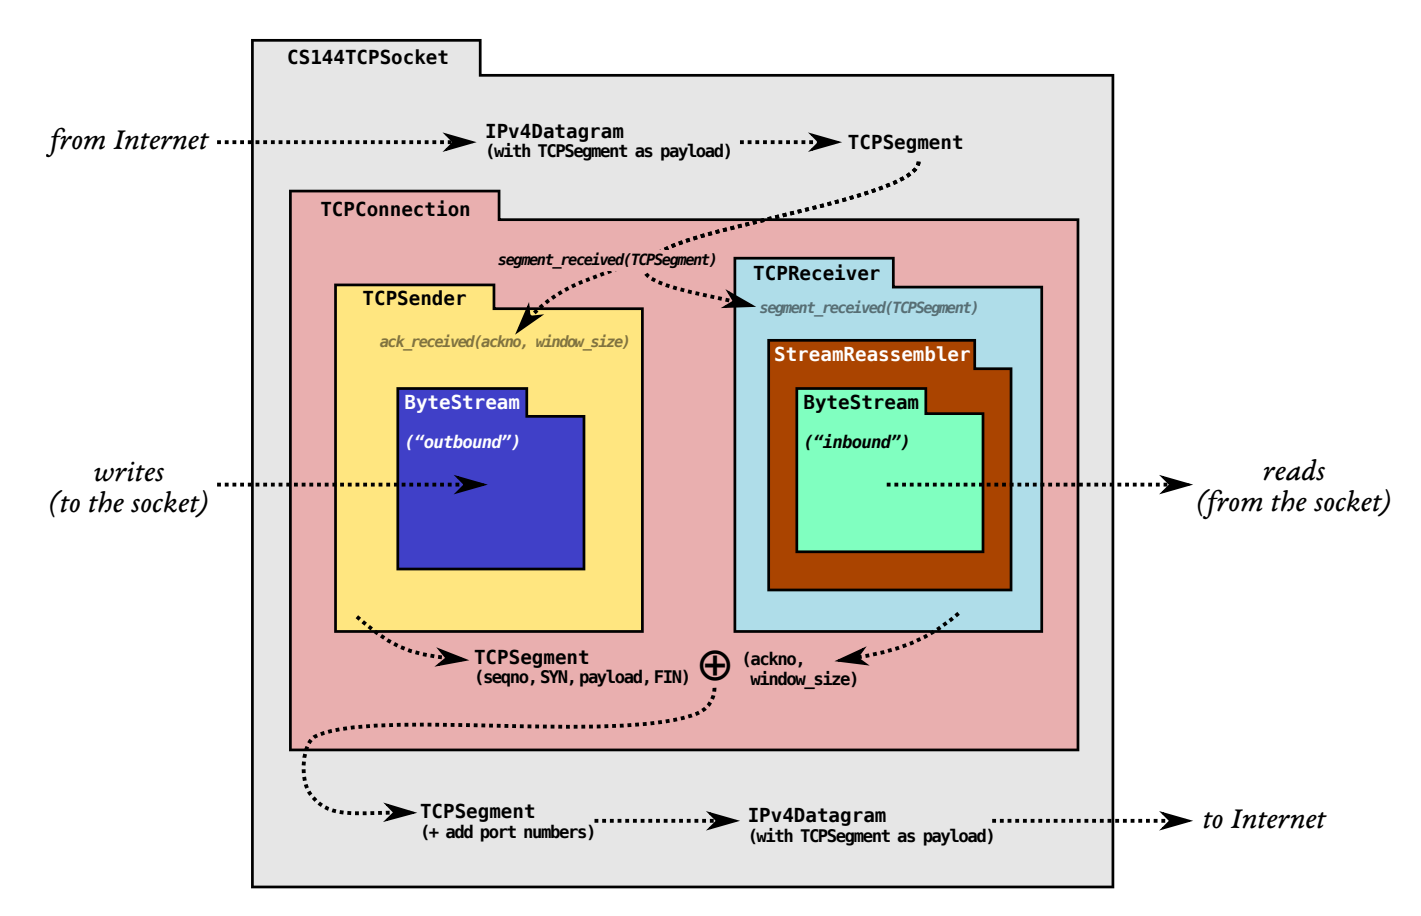 CS144TCPSocket
from Internet
IPv4Datagram
(with TCPSegment as payload)
TCPSegment
TCPConnection
segment_received(TCPSegment)
TCPReceiver
segment_received(TCPSegment)
TCPSender
ack_received(ackno, window_size)
StreamReassembler
ByteStream
(“outbound”)
ByteStream
(“inbound”)
writes
(to the socket)
reads
(from the socket)
TCPSegment
(seqno, SYN, payload, FIN)
(ackno,
window_size)
TCPSegment
(+ add port numbers)
IPv4Datagram
(with TCPSegment as payload)
to Internet